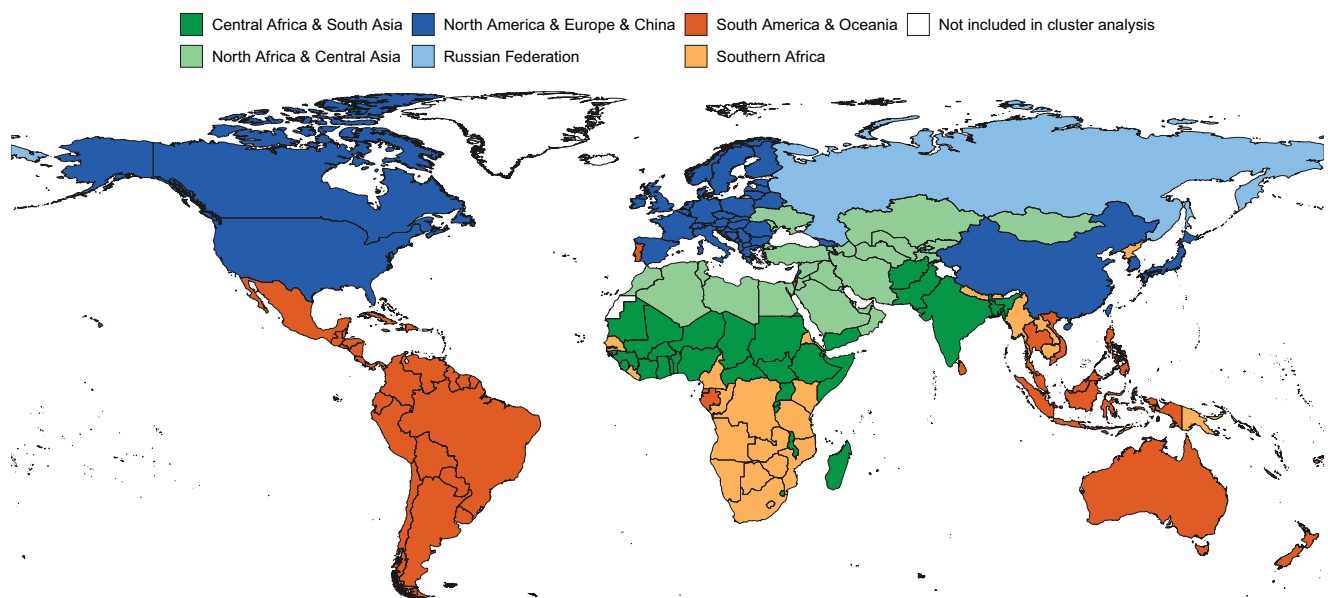 Central Africa & South Asia North America & Europe & China South America & Oceania Not included in cluster analysis
North Africa & Central Asia Russian Federation Southern Africa